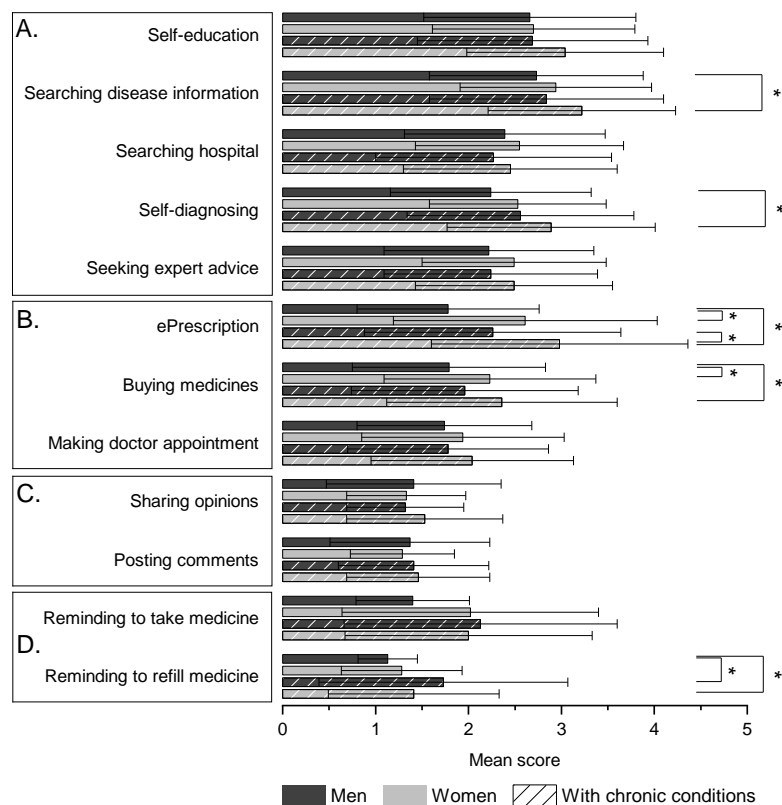 A.
Self-education
Searching disease information
*
Searching hospital
Self-diagnosing
*
Seeking expert advice
B.
ePrescription
*
*
*
Buying medicines
*
*
Making doctor appointment
C.
Sharing opinions
Posting comments
Reminding to take medicine
D.
Reminding to refill medicine
*
*
0 1 2 3 4 5
Mean score
Men Women With chronic conditions